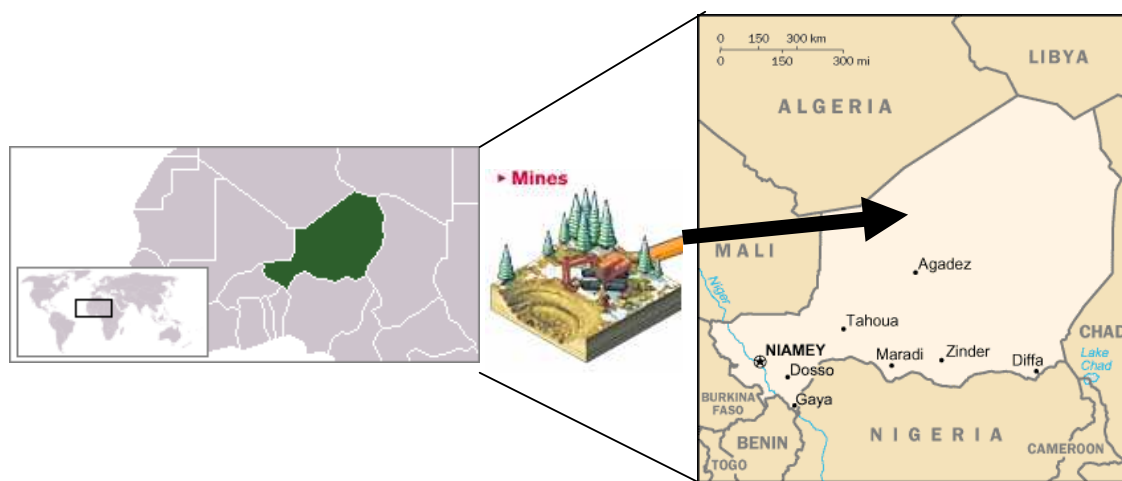 ▸ Mines
0 150 300 km
0 150 300 mi
LIBYA
ALGERIA
MALI
Niger
Agadez
Tahoua
CHAD
NIAMEY
Maradi
Zinder
Diffa
Lake
Chad
Dosso
BURKINA
FASO
Gaya
NIGERIA
BENIN
CAMEROON
TOGO